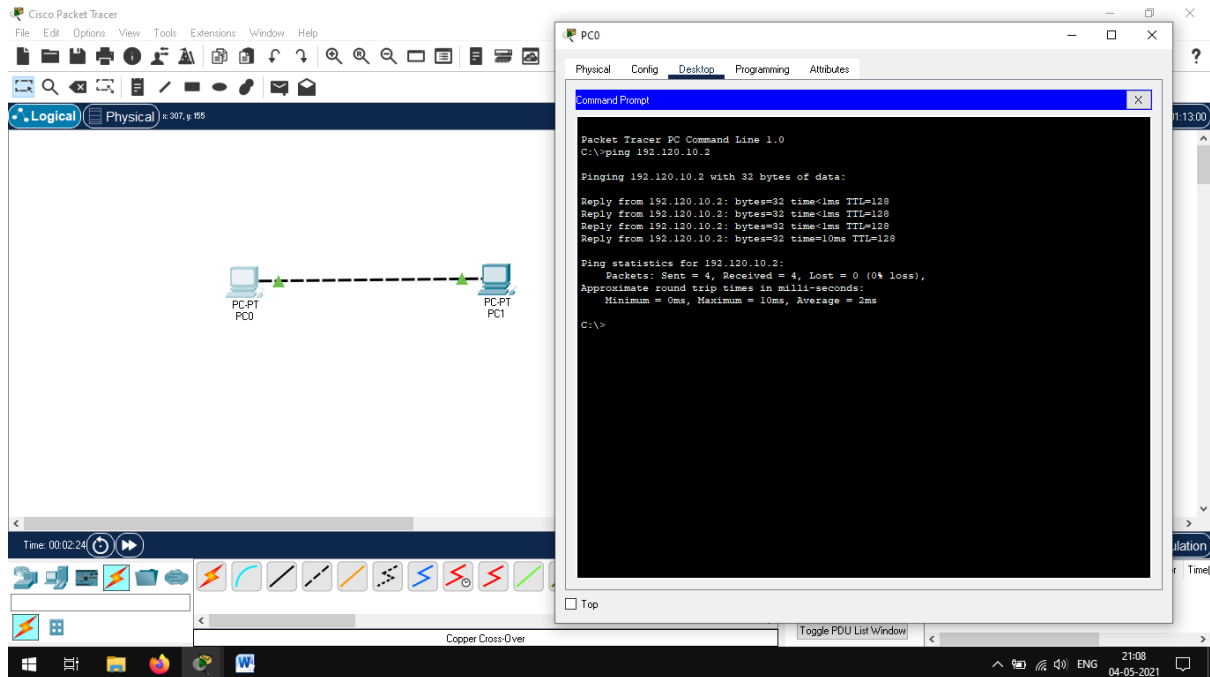 Cisco Packet Tracer
File Edit Options View Tools Extensions Window Help
?
Logical Physical x: 307, y: 155
01:13:00
PC-PT
PC0
PC-PT
PC1
PC0
Physical Config Desktop Programming Attributes
Command Prompt X
Packet Tracer PC Command Line 1.0
C:\>ping 192.120.10.2
Pinging 192.120.10.2 with 32 bytes of data:
Reply from 192.120.10.2: bytes=32 time<1ms TTL=128
Reply from 192.120.10.2: bytes=32 time<1ms TTL=128
Reply from 192.120.10.2: bytes=32 time<1ms TTL=128
Reply from 192.120.10.2: bytes=32 time=10ms TTL=128
Ping statistics for 192.120.10.2:
Packets: Sent = 4, Received = 4, Lost = 0 (0% loss),
Approximate round trip times in milli-seconds:
Minimum = 0ms, Maximum = 10ms, Average = 2ms
C:\>
Top
Time: 00:02:24
ulation
r Time(
Copper Cross-Over
Toggle PDU List Window
ENG
21:08
04-05-2021